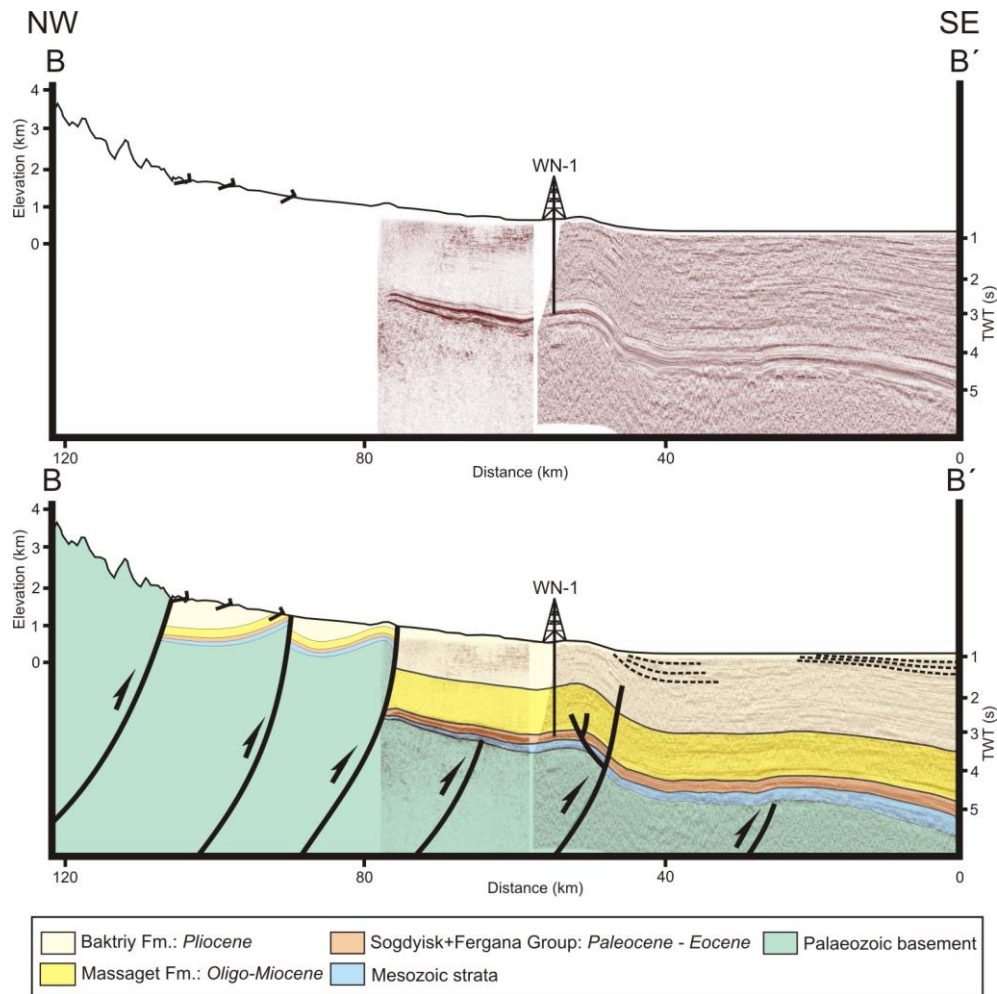 NW SE
B B´
Elevation (km)
4
3
2
1
0
WN-1
1
2
3
4
5
TWT (s)
120 80 40 0
Distance (km)
B B´
Elevation (km)
4
3
2
1
0
WN-1
1
2
3
4
5
TWT (s)
120 80 40 0
Distance (km)
Baktriy Fm.: Pliocene
Sogdyisk+Fergana Group: Paleocene - Eocene
Palaeozoic basement
Massaget Fm.: Oligo-Miocene
Mesozoic strata